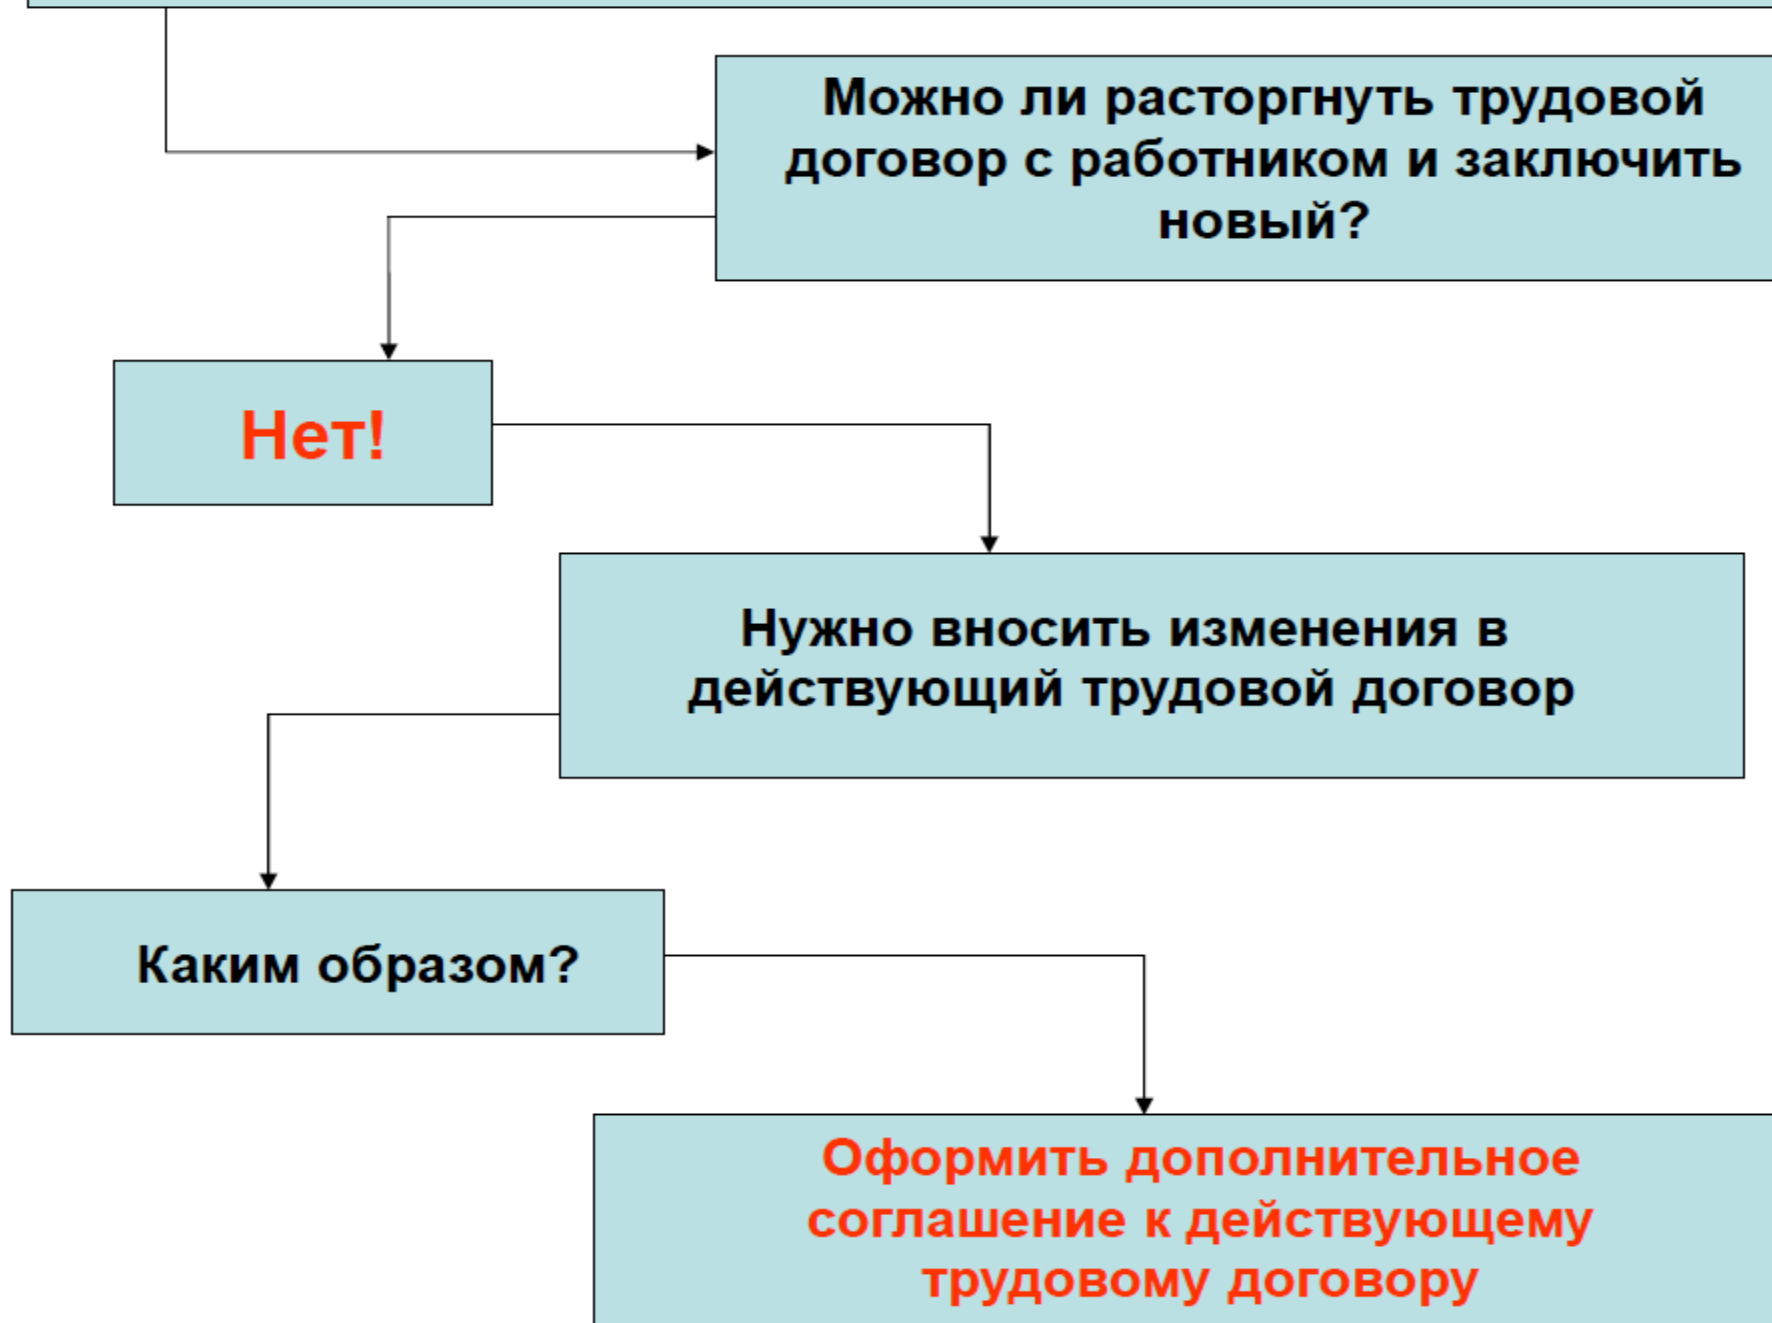 Можно ли расторгнуть трудовой
договор с работником и заключить
новый?
Нет!
Нужно вносить изменения в
действующий трудовой договор
Каким образом?
Оформить дополнительное
соглашение к действующему
трудовому договору